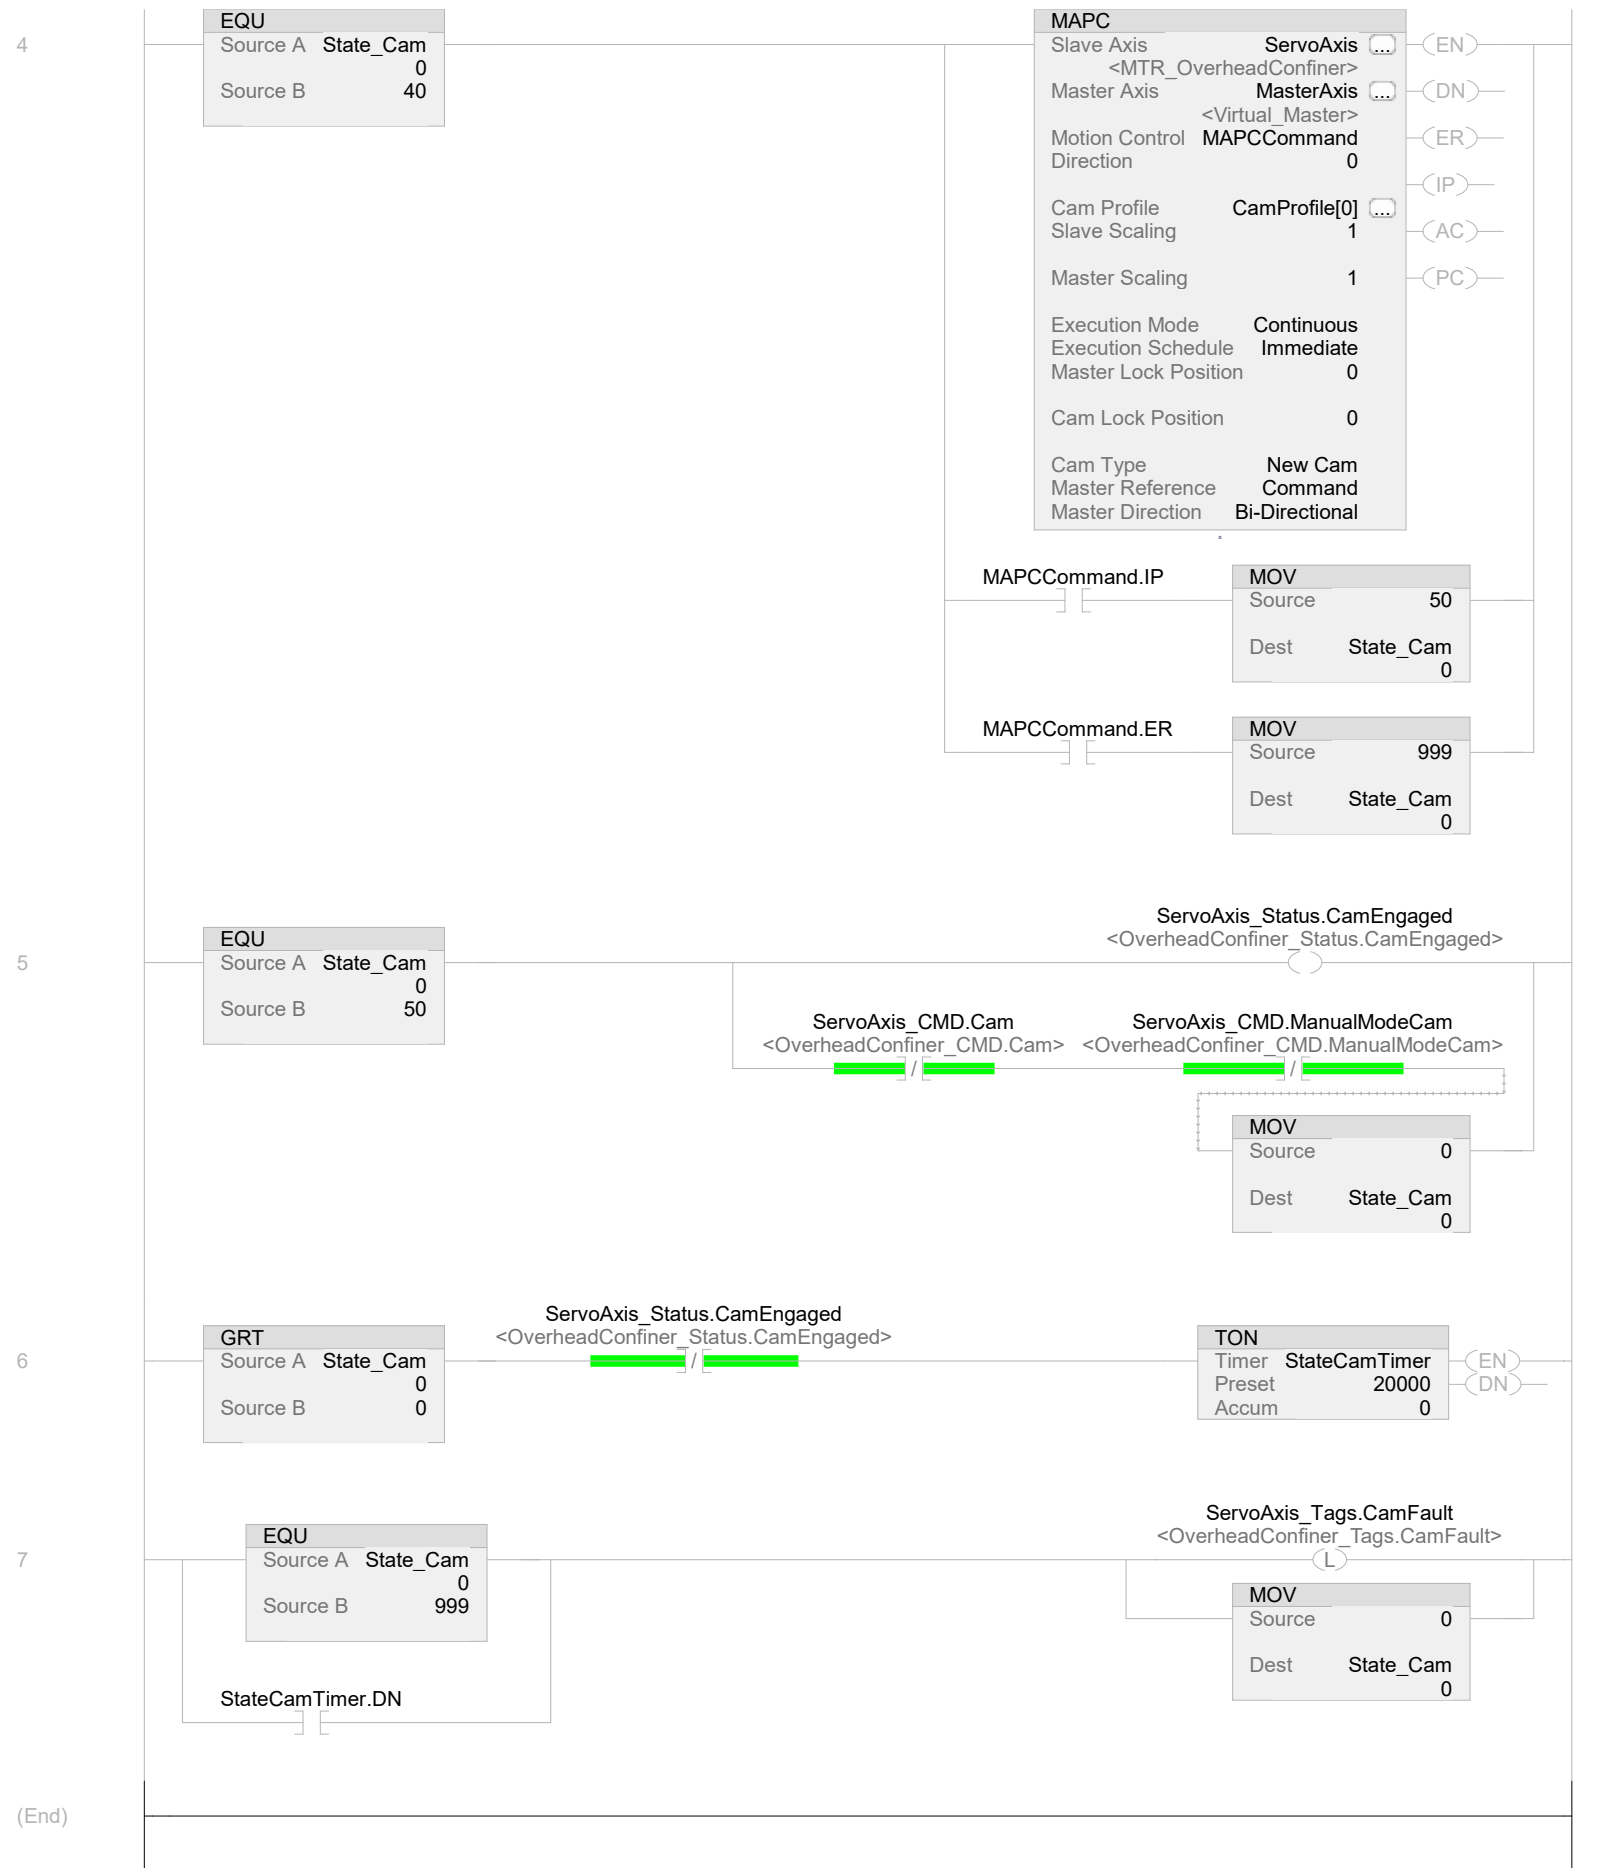 4
EQU
Source A State_Cam
0
Source B 40
MAPC
Slave Axis ServoAxis ...
<MTR_OverheadConfiner>
Master Axis MasterAxis ...
<Virtual_Master>
Motion Control MAPCCommand
Direction 0
Cam Profile CamProfile[0] ...
Slave Scaling 1
Master Scaling 1
Execution Mode Continuous
Execution Schedule Immediate
Master Lock Position 0
Cam Lock Position 0
Cam Type New Cam
Master Reference Command
Master Direction Bi-Directional
EN
DN
ER
IP
AC
PC
MAPCCommand.IP
MOV
Source 50
Dest State_Cam
0
MAPCCommand.ER
MOV
Source 999
Dest State_Cam
0
5
EQU
Source A State_Cam
0
Source B 50
ServoAxis_Status.CamEngaged
<OverheadConfiner_Status.CamEngaged>
ServoAxis_CMD.Cam
<OverheadConfiner_CMD.Cam>
/
ServoAxis_CMD.ManualModeCam
<OverheadConfiner_CMD.ManualModeCam>
/
MOV
Source 0
Dest State_Cam
0
6
GRT
Source A State_Cam
0
Source B 0
ServoAxis_Status.CamEngaged
<OverheadConfiner_Status.CamEngaged>
/
TON
Timer StateCamTimer
Preset 20000
Accum 0
EN
DN
7
EQU
Source A State_Cam
0
Source B 999
StateCamTimer.DN
ServoAxis_Tags.CamFault
<OverheadConfiner_Tags.CamFault>
L
MOV
Source 0
Dest State_Cam
0
(End)